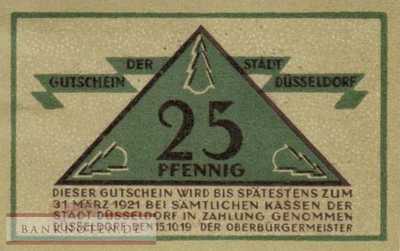 GUTSCHEIN DER STADT DÜSSELDORF
25
PFENNIG
DIESER GUTSCHEIN WIRD BIS SPÄTESTENS ZUM
31 MÄRZ 1921 BEI SÄMTLICHEN KASSEN DER
STADT DÜSSELDORF IN ZAHLUNG GENOMMEN
DÜSSELDORF DEN 15.10.19 DER OBERBÜRGERMEISTER